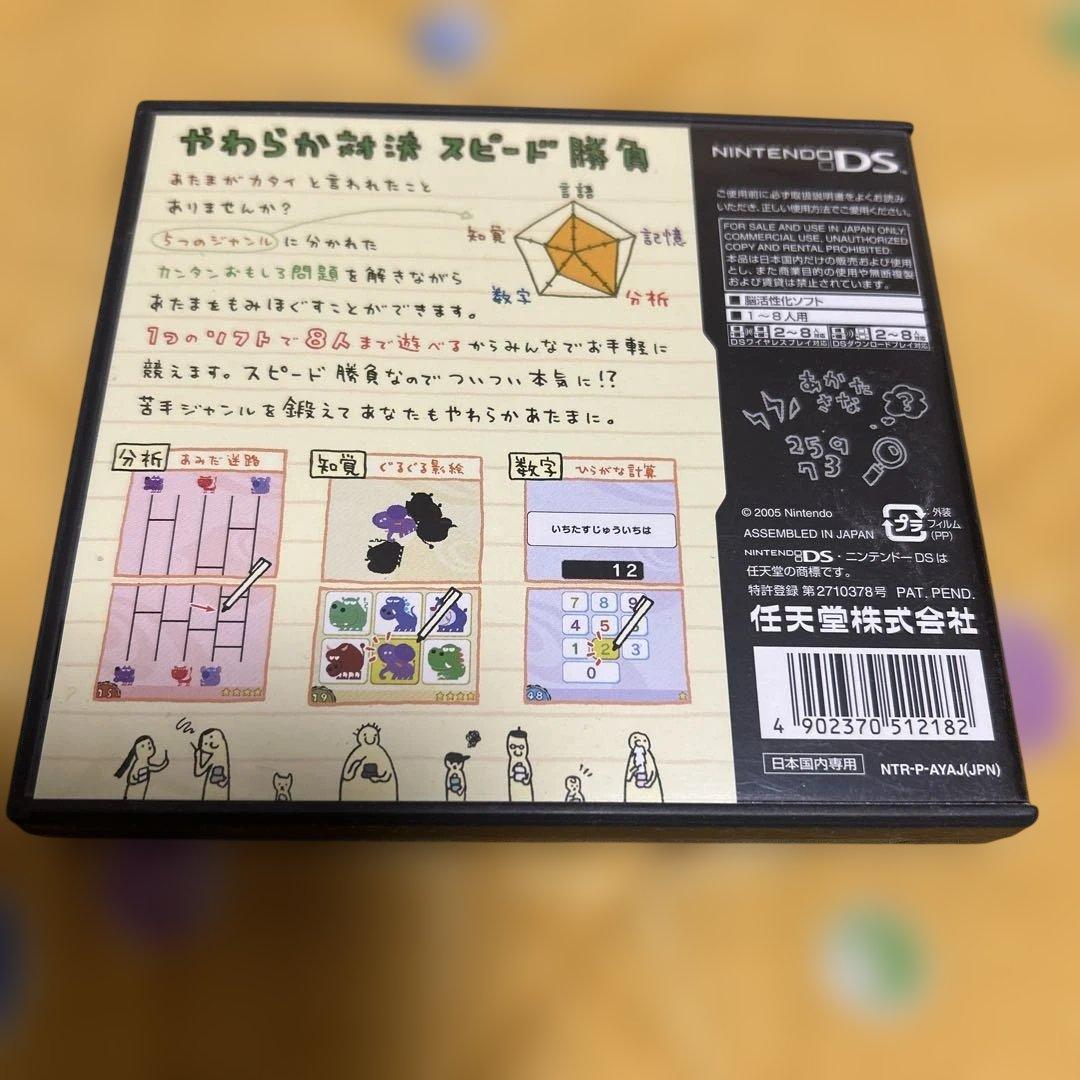 やわらか対決 スピード勝負
あたまがカタイと言われたこと
ありませんか?
5つのジャンルに分かれた
カンタンおもしろ問題を解きながら
あたまをもみほぐすことができます。
1つのソフトで8人まで遊べるからみんなでお手軽に
競えます。スピード勝負なのでついつい本気に!?
苦手ジャンルを鍛えてあなたもやわらかあたまに。
言語
知覚
記憶
数字
分析
分析 あみだ迷路
15
知覚 ぐるぐる影絵
19
数字 ひらがな計算
いちたすじゅういちは
12
7 8 9
4 5 6
1 2 3
0
48
NINTENDO DS™
ご使用前に必ず取扱説明書をよくお読み
いただき、正しい使用方法でご愛用ください。
FOR SALE AND USE IN JAPAN ONLY.
COMMERCIAL USE, UNAUTHORIZED
COPY AND RENTAL PROHIBITED.
本品は日本国内だけの販売および使用
とし、また商業目的の使用や無断複製
および賃貸は禁止されています。
■ 脳活性化ソフト
■ 1〜8人用
2〜8人対応 2〜8人対応
DSワイヤレスプレイ対応 DSダウンロードプレイ対応
あかた
さな
?
259
73
© 2005 Nintendo
ASSEMBLED IN JAPAN
プラ
外装
フィルム
(PP)
NINTENDO DS・ニンテンドーDSは
任天堂の商標です。
特許登録 第2710378号 PAT. PEND.
任天堂株式会社
4 902370 512182
日本国内専用
NTR-P-AYAJ(JPN)